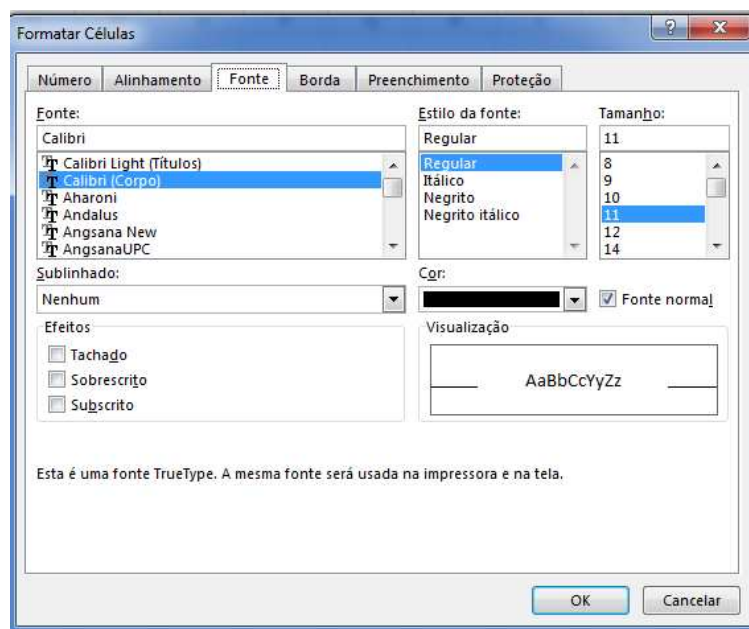 Formatar Células
Número Alinhamento Fonte Borda Preenchimento Proteção
Fonte: Estilo da fonte: Tamanho:
Calibri Regular 11
Calibri Light (Títulos) Regular 8
Calibri (Corpo) Itálico 9
Aharoni Negrito 10
Andalus Negrito itálico 11
Angsana New 12
AngsanaUPC 14
Sublinhado: Cor:
Nenhum Fonte normal
Efeitos Visualização
Tachado
Sobrescrito AaBbCcYyZz
Subscrito
Esta é uma fonte TrueType. A mesma fonte será usada na impressora e na tela.
OK Cancelar